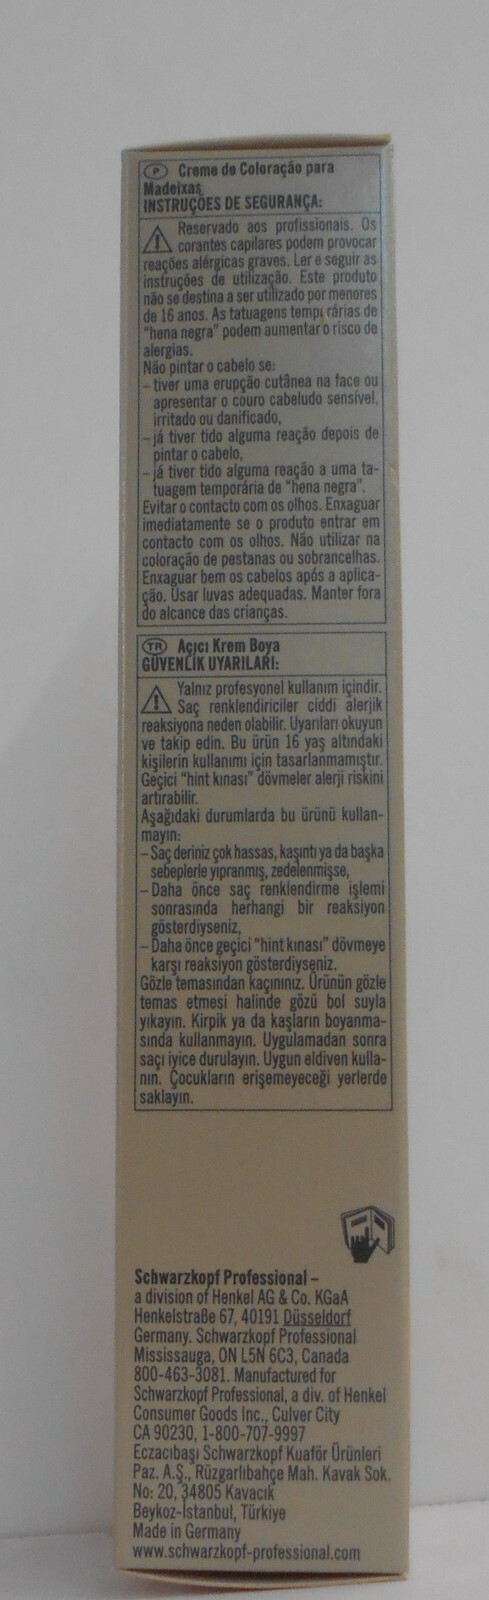 P Creme de Coloração para
Madeixas
INSTRUÇÕES DE SEGURANÇA:
Reservado aos profissionais. Os
corantes capilares podem provocar
reações alérgicas graves. Ler e seguir as
instruções de utilização. Este produto
não se destina a ser utilizado por menores
de 16 anos. As tatuagens temporárias de
“hena negra” podem aumentar o risco de
alergias.
Não pintar o cabelo se:
– tiver uma erupção cutânea na face ou
apresentar o couro cabeludo sensível,
irritado ou danificado,
– já tiver tido alguma reação depois de
pintar o cabelo,
– já tiver tido alguma reação a uma ta-
tuagem temporária de “hena negra”.
Evitar o contacto com os olhos. Enxaguar
imediatamente se o produto entrar em
contacto com os olhos. Não utilizar na
coloração de pestanas ou sobrancelhas.
Enxaguar bem os cabelos após a aplica-
ção. Usar luvas adequadas. Manter fora
do alcance das crianças.
TR Açıcı Krem Boya
GÜVENLİK UYARILARI:
Yalnız profesyonel kullanım içindir.
Saç renklendiriciler ciddi alerjik
reaksiyona neden olabilir. Uyarıları okuyun
ve takip edin. Bu ürün 16 yaş altındaki
kişilerin kullanımı için tasarlanmamıştır.
Geçici “hint kınası” dövmeler alerji riskini
artırabilir.
Aşağıdaki durumlarda bu ürünü kullan-
mayın:
– Saç deriniz çok hassas, kaşıntı ya da başka
sebeplerle yıpranmış, zedelenmişse,
– Daha önce saç renklendirme işlemi
sonrasında herhangi bir reaksiyon
gösterdiyseniz,
– Daha önce geçici “hint kınası” dövmeye
karşı reaksiyon gösterdiyseniz.
Gözle temasından kaçınınız. Ürünün gözle
temas etmesi halinde gözü bol suyla
yıkayın. Kirpik ya da kaşların boyanma-
sında kullanmayın. Uygulamadan sonra
saçı iyice durulayın. Uygun eldiven kulla-
nın. Çocukların erişemeyeceği yerlerde
saklayın.
Schwarzkopf Professional –
a division of Henkel AG & Co. KGaA
Henkelstraße 67, 40191 Düsseldorf
Germany. Schwarzkopf Professional
Mississauga, ON L5N 6C3, Canada
800-463-3081. Manufactured for
Schwarzkopf Professional, a div. of Henkel
Consumer Goods Inc., Culver City
CA 90230, 1-800-707-9997
Eczacıbaşı Schwarzkopf Kuaför Ürünleri
Paz. A.Ş., Rüzgarlıbahçe Mah. Kavak Sok.
No: 20, 34805 Kavacık
Beykoz-İstanbul, Türkiye
Made in Germany
www.schwarzkopf-professional.com